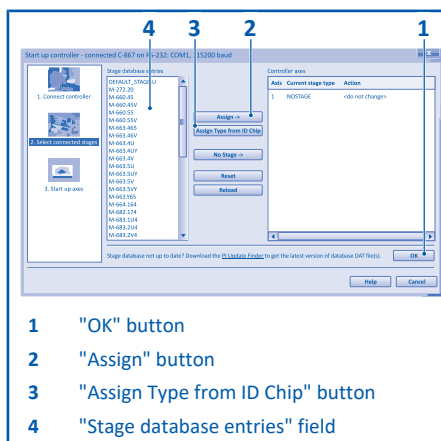 4 3 2 1
Start up controller - connected C-867 on RS-232: COM1, 115200 baud
1. Connect controller
2. Select connected stages
3. Start up axes
Stage database entries
DEFAULT_STAGE-U
M-272.20
M-660.45
M-660.45V
M-660.55
M-660.55V
M-663.465
M-663.46V
M-663.4U
M-663.4UY
M-663.4V
M-663.5U
M-663.5UY
M-663.5V
M-663.5VY
M-663.Y65
M-664.164
M-682.174
M-683.1U4
M-683.2U4
M-683.2V4
Assign ->
Assign Type from ID Chip
No Stage ->
Reset
Reload
Controller axes
Axis Current stage type Action
1 NOSTAGE <do not change>
Stage database not up to date? Download the PI Update Finder to get the latest version of database DAT file(s).
OK
Help Cancel
1 "OK" button
2 "Assign" button
3 "Assign Type from ID Chip" button
4 "Stage database entries" field